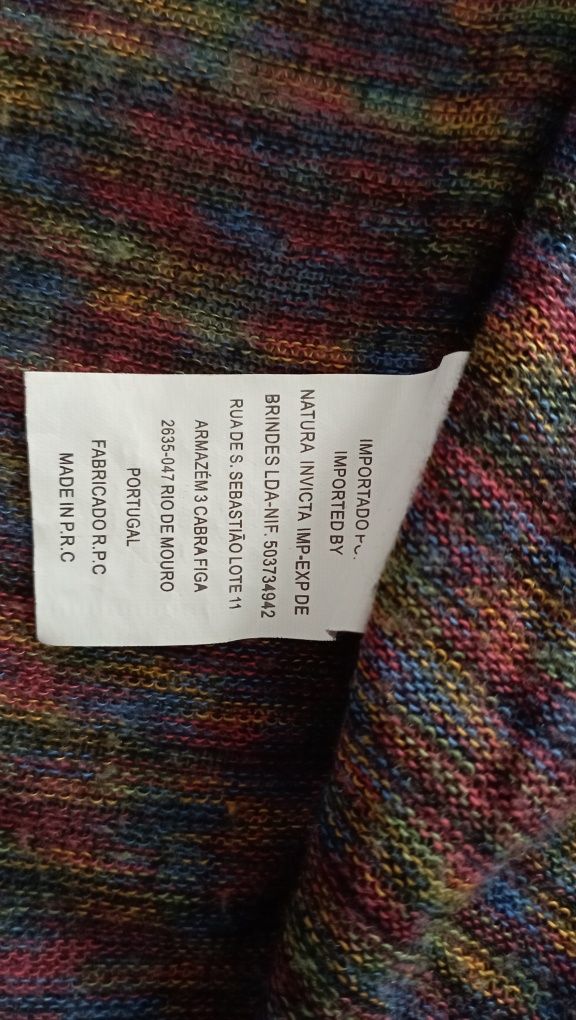 IMPORTADO
IMPORTED BY
NATURA INVICTA IMP-EXP DE
BRINDES LDA-NIF. 503734942
RUA DE S. SEBASTIÃO LOTE 11
ARMAZÉM 3 CABRA FIGA
2635-047 RIO DE MOURO
PORTUGAL
FABRICADO R.P.C
MADE IN P.R.C